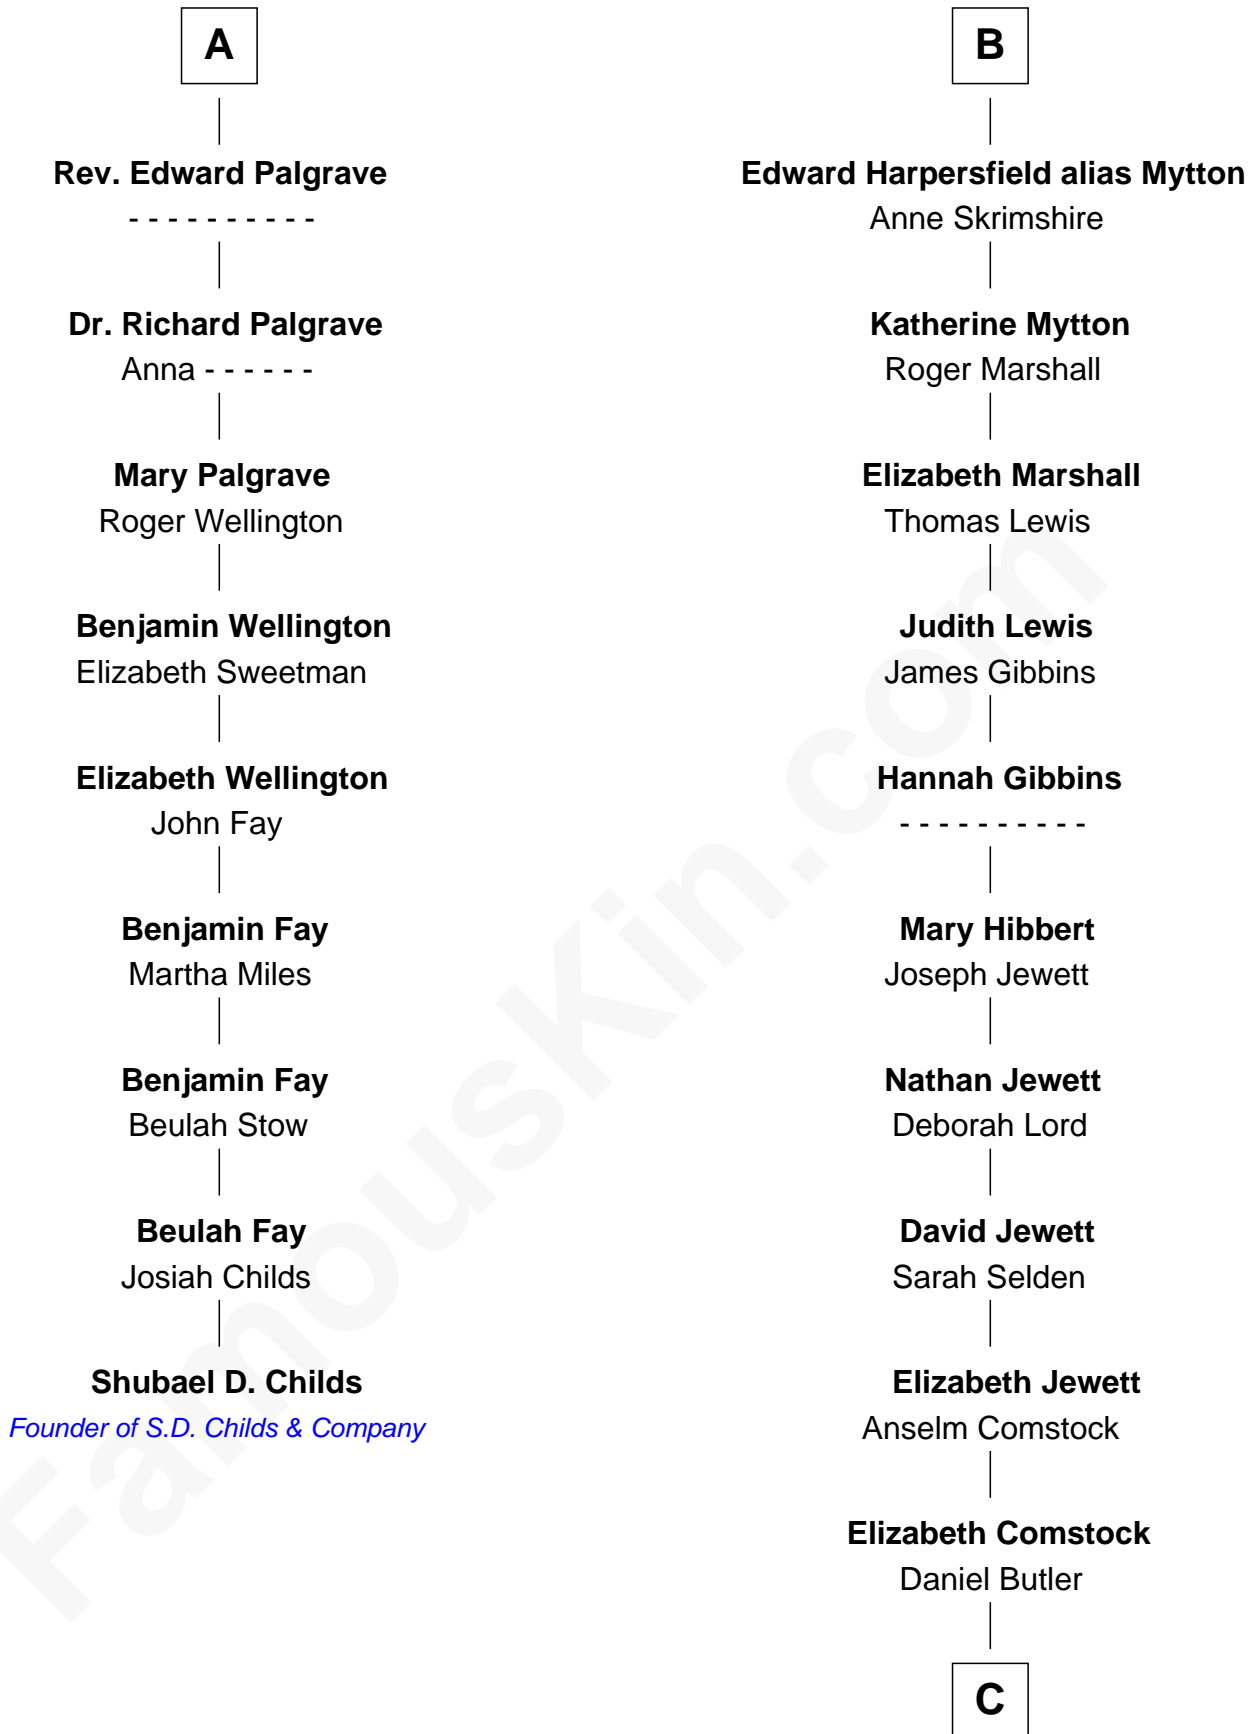 A
Rev. Edward Palgrave
- - - - - - - - - -
Dr. Richard Palgrave
Anna - - - - - -
Mary Palgrave
Roger Wellington
Benjamin Wellington
Elizabeth Sweetman
Elizabeth Wellington
John Fay
Benjamin Fay
Martha Miles
Benjamin Fay
Beulah Stow
Beulah Fay
Josiah Childs
Shubael D. Childs
Founder of S.D. Childs & Company
B
Edward Harpersfield alias Mytton
Anne Skrimshire
Katherine Mytton
Roger Marshall
Elizabeth Marshall
Thomas Lewis
Judith Lewis
James Gibbins
Hannah Gibbins
- - - - - - - - - -
Mary Hibbert
Joseph Jewett
Nathan Jewett
Deborah Lord
David Jewett
Sarah Selden
Elizabeth Jewett
Anselm Comstock
Elizabeth Comstock
Daniel Butler
C
FamousKin.com